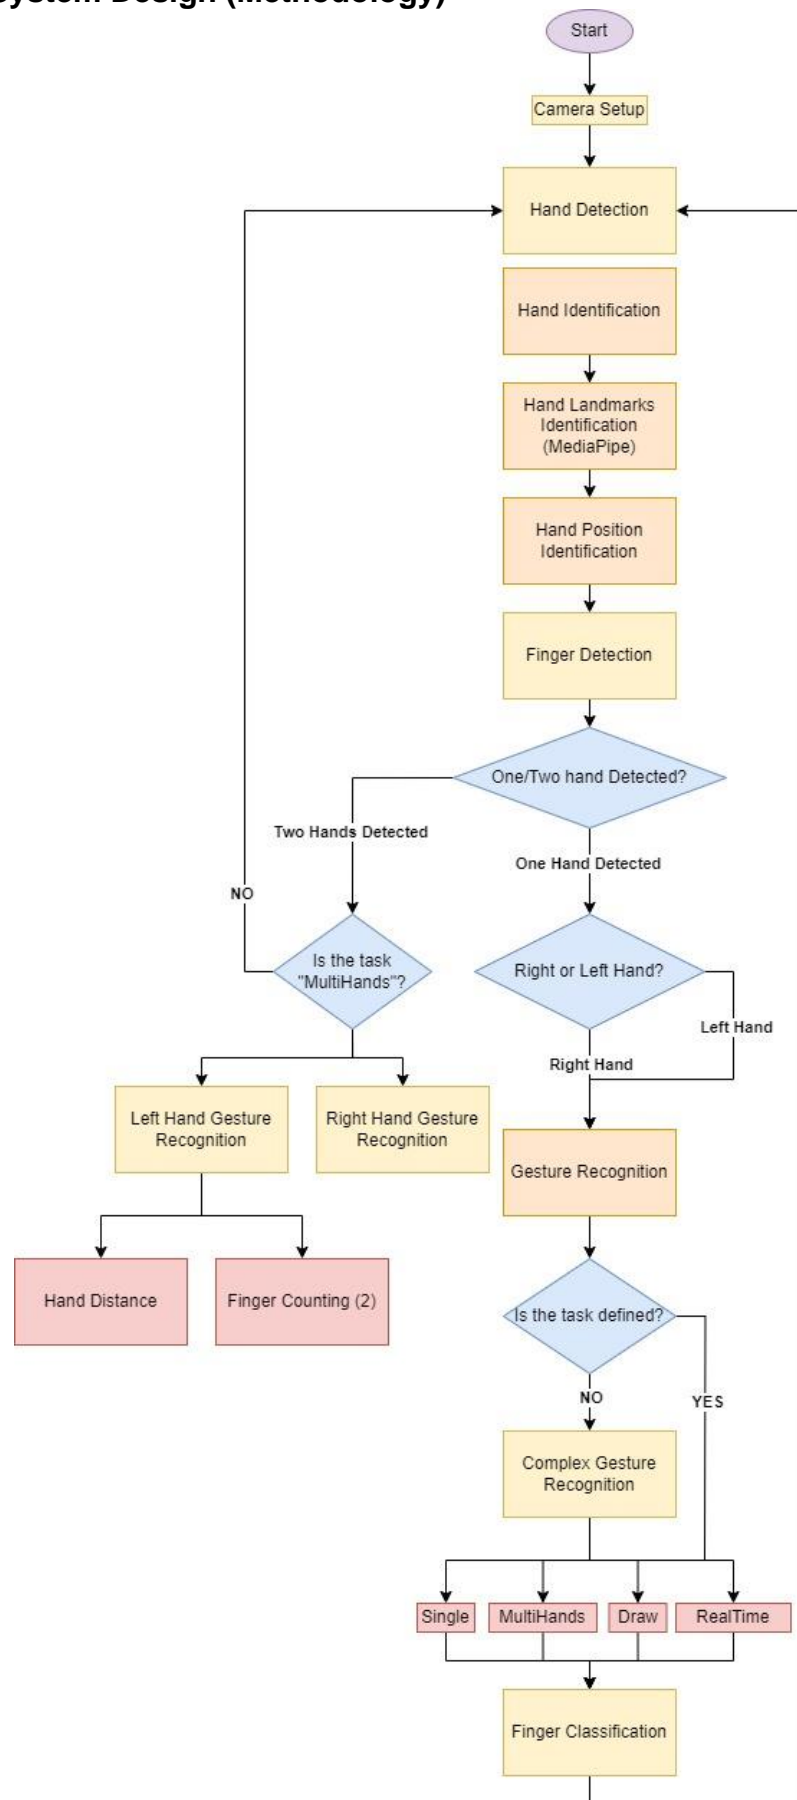 System Design (Methodology)
Start
Camera Setup
Hand Detection
Hand Identification
Hand Landmarks
Identification
(MediaPipe)
Hand Position
Identification
Finger Detection
One/Two hand Detected?
Two Hands Detected
One Hand Detected
NO
Is the task
"MultiHands"?
Right or Left Hand?
Left Hand
Right Hand
Left Hand Gesture
Recognition
Right Hand Gesture
Recognition
Gesture Recognition
Hand Distance
Finger Counting (2)
Is the task defined?
NO
YES
Complex Gesture
Recognition
Single
MultiHands
Draw
RealTime
Finger Classification